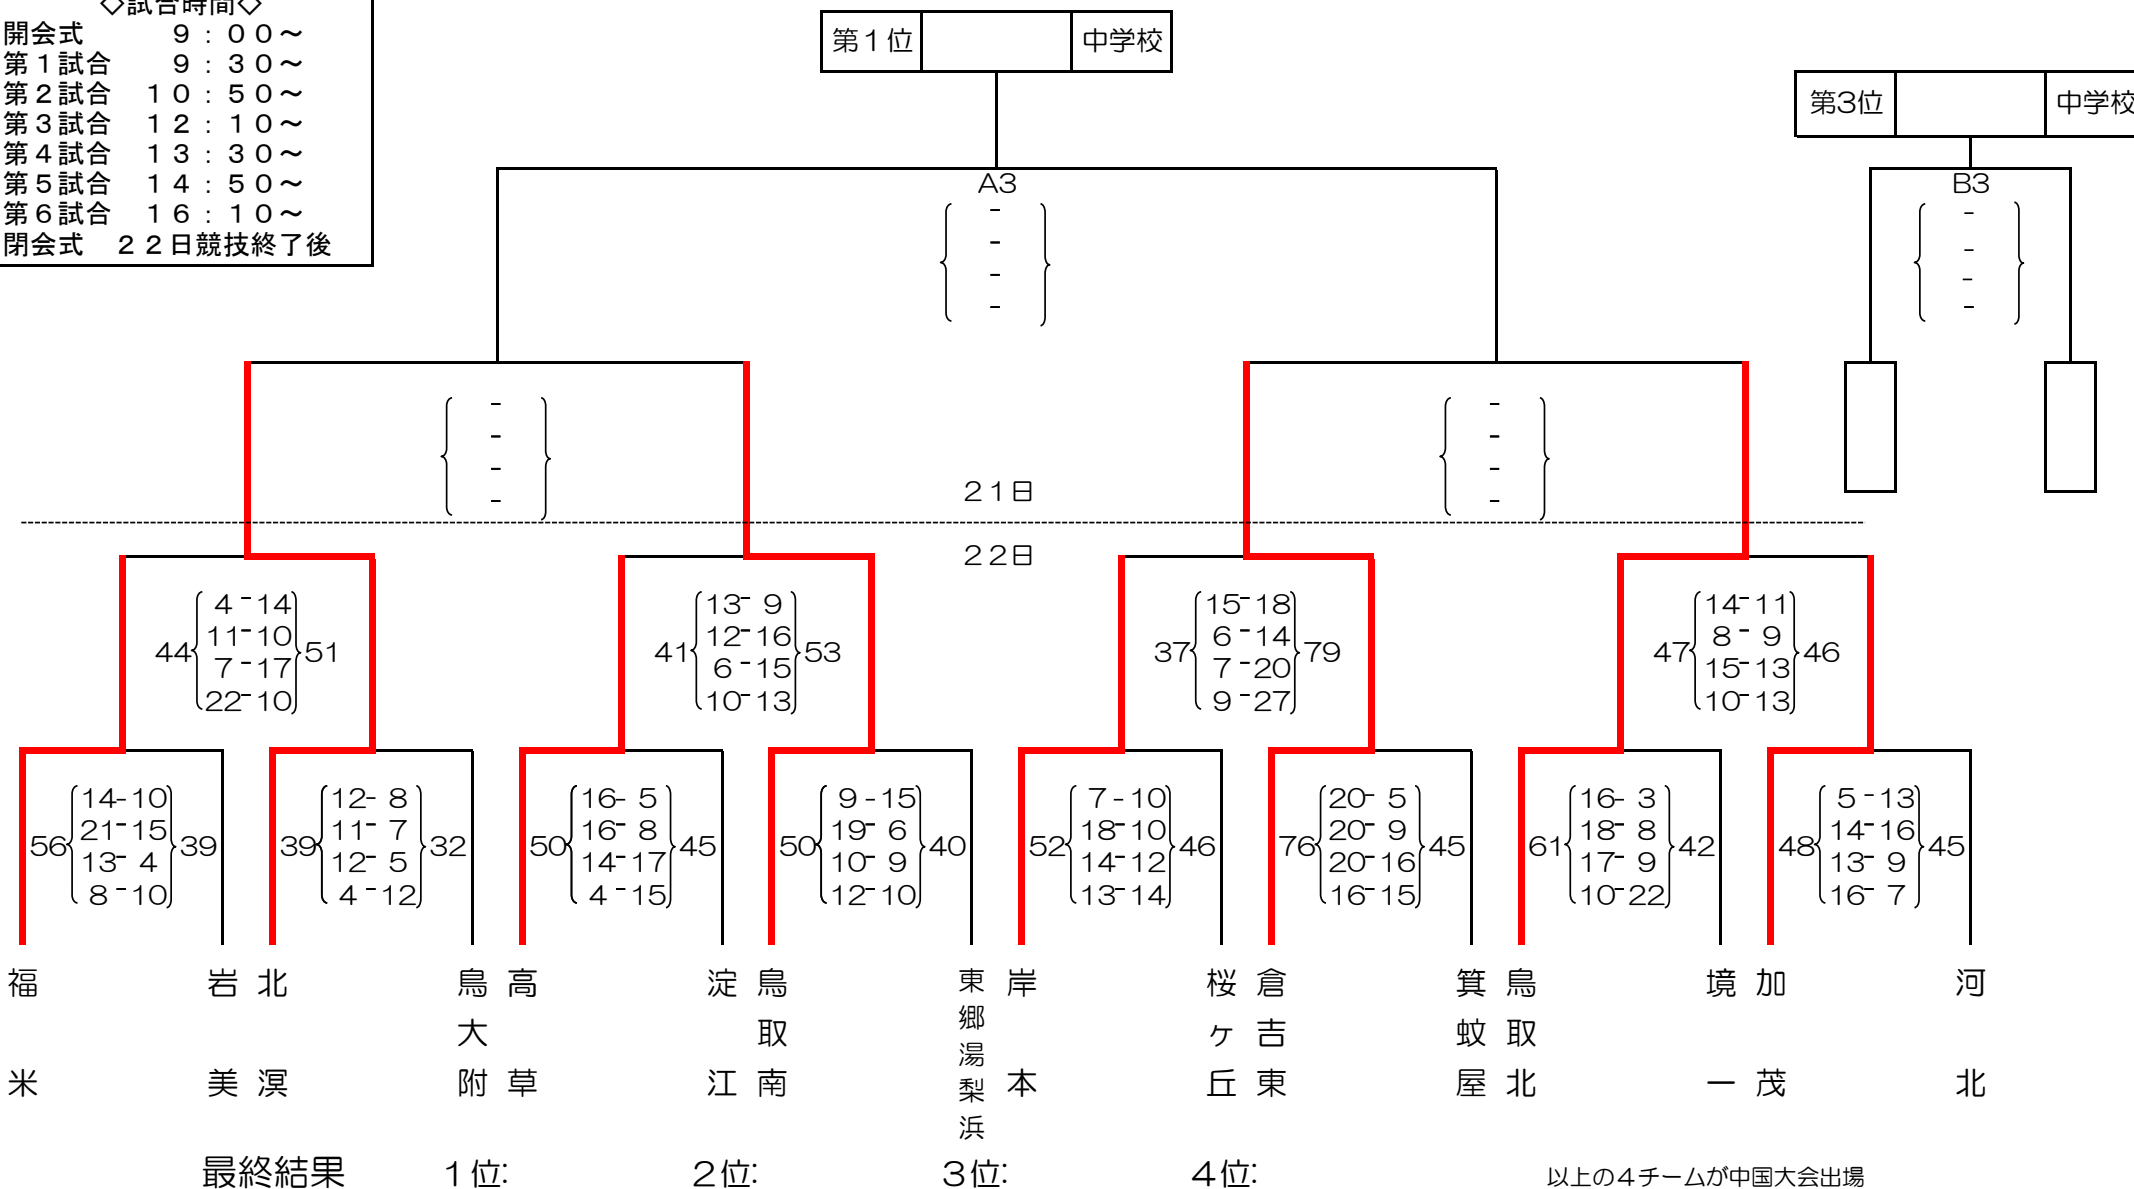 ◇試合時間◇
開会式 ９：００～
第１試合 ９：３０～
第２試合 １０：５０～
第３試合 １２：１０～
第４試合 １３：３０～
第５試合 １４：５０～
第６試合 １６：１０～
閉会式 ２２日競技終了後
第１位 中学校
第3位 中学校
A3
-
-
-
-
B3
-
-
-
-
-
-
-
-
-
-
-
-
２１日
２２日
44 4-14 51
11-10
7-17
22-10
41 13-9 53
12-16
6-15
10-13
37 15-18 79
6-14
7-20
9-27
47 14-11 46
8-9
15-13
10-13
56 14-10 39
21-15
13-4
8-10
39 12-8 32
11-7
12-5
4-12
50 16-5 45
16-8
14-17
4-15
50 9-15 40
19-6
10-9
12-10
52 7-10 46
18-10
14-12
13-14
76 20-5 45
20-9
20-16
16-15
61 16-3 42
18-8
17-9
10-22
48 5-13 45
14-16
13-9
16-7
福米
岩美
北溟
鳥大附
高草
淀江
鳥取南
東郷湯梨浜
岸本
桜ヶ丘
倉吉東
箕蚊屋
鳥取北
境一
加茂
河北
最終結果 １位: ２位: ３位: ４位: 以上の４チームが中国大会出場